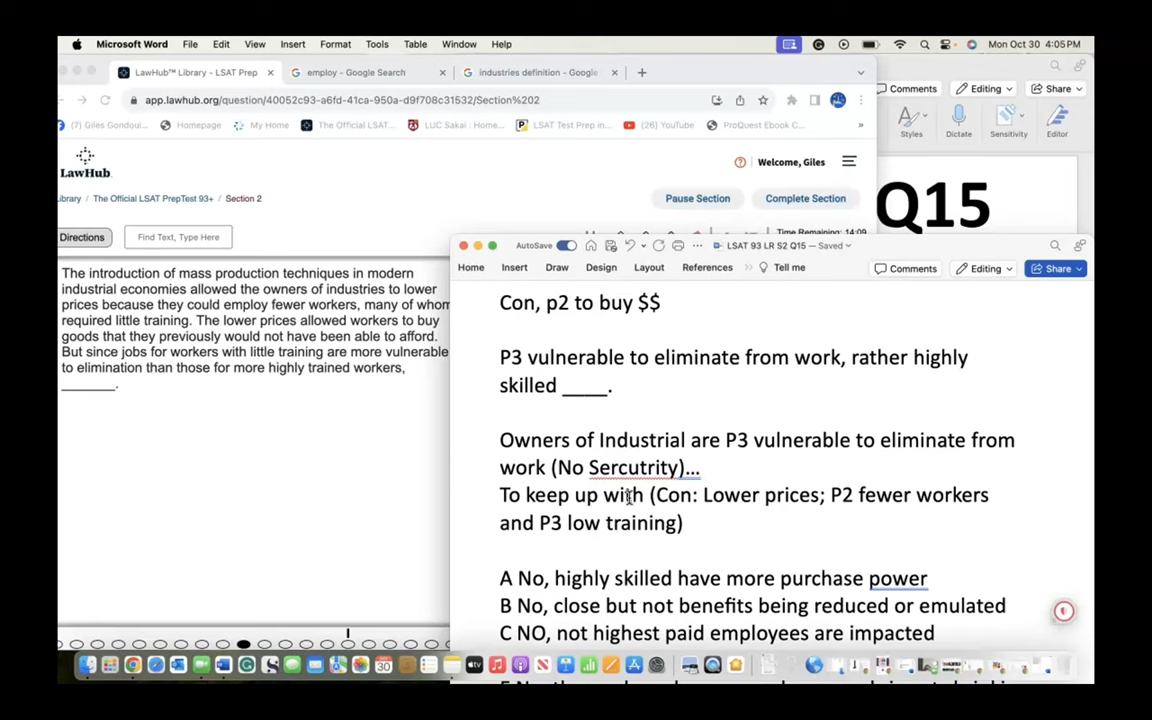 Microsoft Word File Edit View Insert Format Tools Table Window Help Mon Oct 30 4:05 PM
LawHub™ Library - LSAT Prep × employ - Google Search × industries definition - Google × +
app.lawhub.org/question/40052c93-a6fd-41ca-950a-d9f708c31532/Section%202
(7) Giles Gondoui... Homepage My Home The Official LSAT... LUC Sakai : Home... LSAT Test Prep in... (26) YouTube ProQuest Ebook C... »
Comments Editing Share
Styles Dictate Sensitivity Editor
LawHub
Welcome, Giles
ibrary / The Official LSAT PrepTest 93+ / Section 2
Pause Section Complete Section
Q15
Directions Find Text, Type Here
Time Remaining: 14:09
The introduction of mass production techniques in modern
industrial economies allowed the owners of industries to lower
prices because they could employ fewer workers, many of whom
required little training. The lower prices allowed workers to buy
goods that they previously would not have been able to afford.
But since jobs for workers with little training are more vulnerable
to elimination than those for more highly trained workers,
________.
AutoSave LSAT 93 LR S2 Q15 — Saved
Home Insert Draw Design Layout References » Tell me Comments Editing Share
Con, p2 to buy $$
P3 vulnerable to eliminate from work, rather highly
skilled ____.
Owners of Industrial are P3 vulnerable to eliminate from
work (No Sercutrity)...
To keep up with (Con: Lower prices; P2 fewer workers
and P3 low training)
A No, highly skilled have more purchase power
B No, close but not benefits being reduced or emulated
C NO, not highest paid employees are impacted